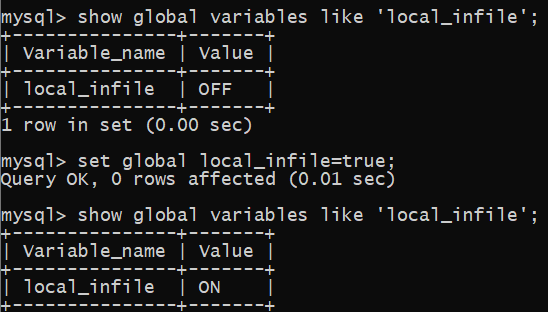 mysql> show global variables like 'local_infile';
+---------------+-------+
| Variable_name | Value |
+---------------+-------+
| local_infile  | OFF   |
+---------------+-------+
1 row in set (0.00 sec)
mysql> set global local_infile=true;
Query OK, 0 rows affected (0.01 sec)
mysql> show global variables like 'local_infile';
+---------------+-------+
| Variable_name | Value |
+---------------+-------+
| local_infile  | ON    |
+---------------+-------+